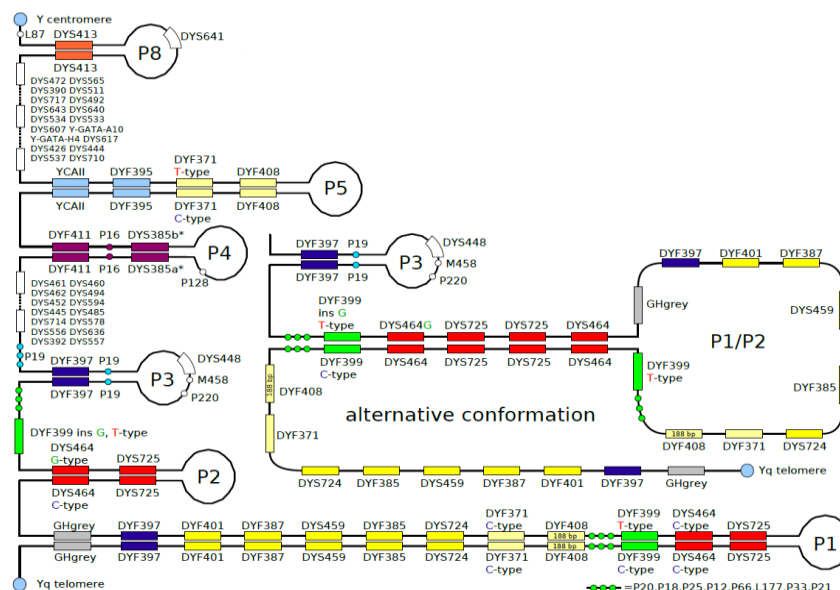 Y centromere
L87
DYS413
DYS641
P8
DYS413
DYS472 DYS565
DYS390 DYS511
DYS717 DYS492
DYS643 DYS640
DYS534 DYS533
DYS607 Y-GATA-A10
Y-GATA-H4 DYS617
DYS426 DYS444
DYS537 DYS710
DYF371
T-type
YCAII DYF395 DYF408
P5
YCAII DYF395 DYF371 DYF408
C-type
DYF411 P16 DYS385b*
P4
DYF411 P16 DYS385a*
P128
DYS461 DYS460
DYS462 DYS494
DYS452 DYS594
DYS445 DYS485
DYS714 DYS578
DYS556 DYS636
DYS392 DYS557
P19
DYF397 P19
DYS448
P3
M458
DYF397 P19
P220
DYF399 ins G, T-type
DYS464 DYS725
G-type
P2
DYS464 DYS725
C-type
DYF397 P19
DYS448
P3
M458
DYF397 P19
P220
DYF399
ins G
T-type
DYS464G DYS725 DYS725 DYS464
DYF399 DYS464 DYS725 DYS725 DYS464
C-type
DYF397 DYF401 DYF387
GHgrey
DYS459
P1/P2
DYF399
T-type
DYF385
188 bp
DYF408 DYF371 DYS724
188 bp
DYF408
alternative conformation
DYF371
DYS724 DYF385 DYS459 DYF387 DYF401 DYF397 GHgrey
Yq telomere
DYF371 DYF399 DYS464
GHgrey DYF397 DYF401 DYF387 DYS459 DYF385 DYS724 C-type DYF408 T-type C-type DYS725
188 bp
P1
188 bp
GHgrey DYF397 DYF401 DYF387 DYS459 DYF385 DYS724 DYF371 DYF408 DYF399 DYS464 DYS725
C-type C-type C-type
Yq telomere
=P20,P18,P25,P12,P66,L177,P33,P21